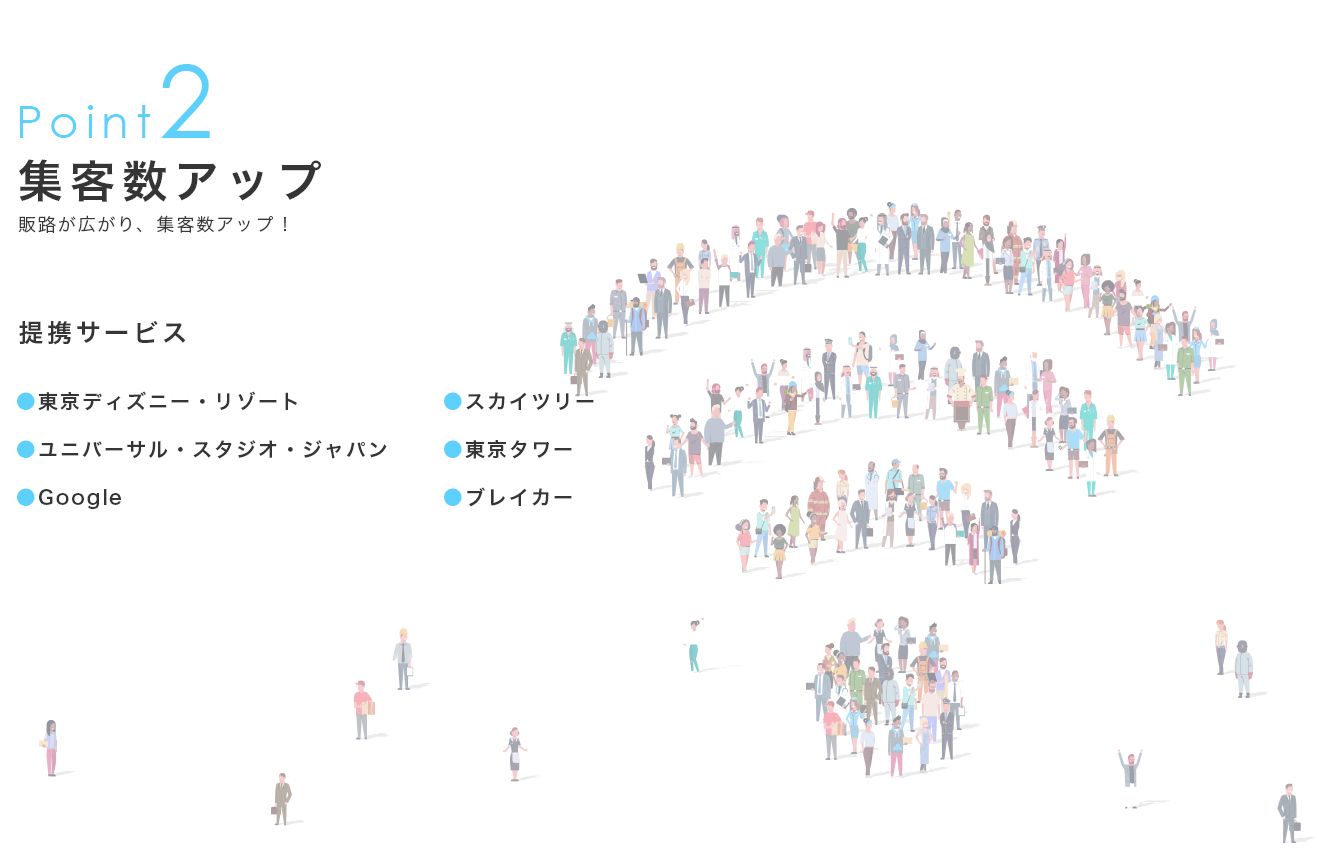 Point2
集客数アップ
販路が広がり、集客数アップ！
提携サービス
●東京ディズニー・リゾート
●ユニバーサル・スタジオ・ジャパン
●Google
●スカイツリー
●東京タワー
●ブレイカー